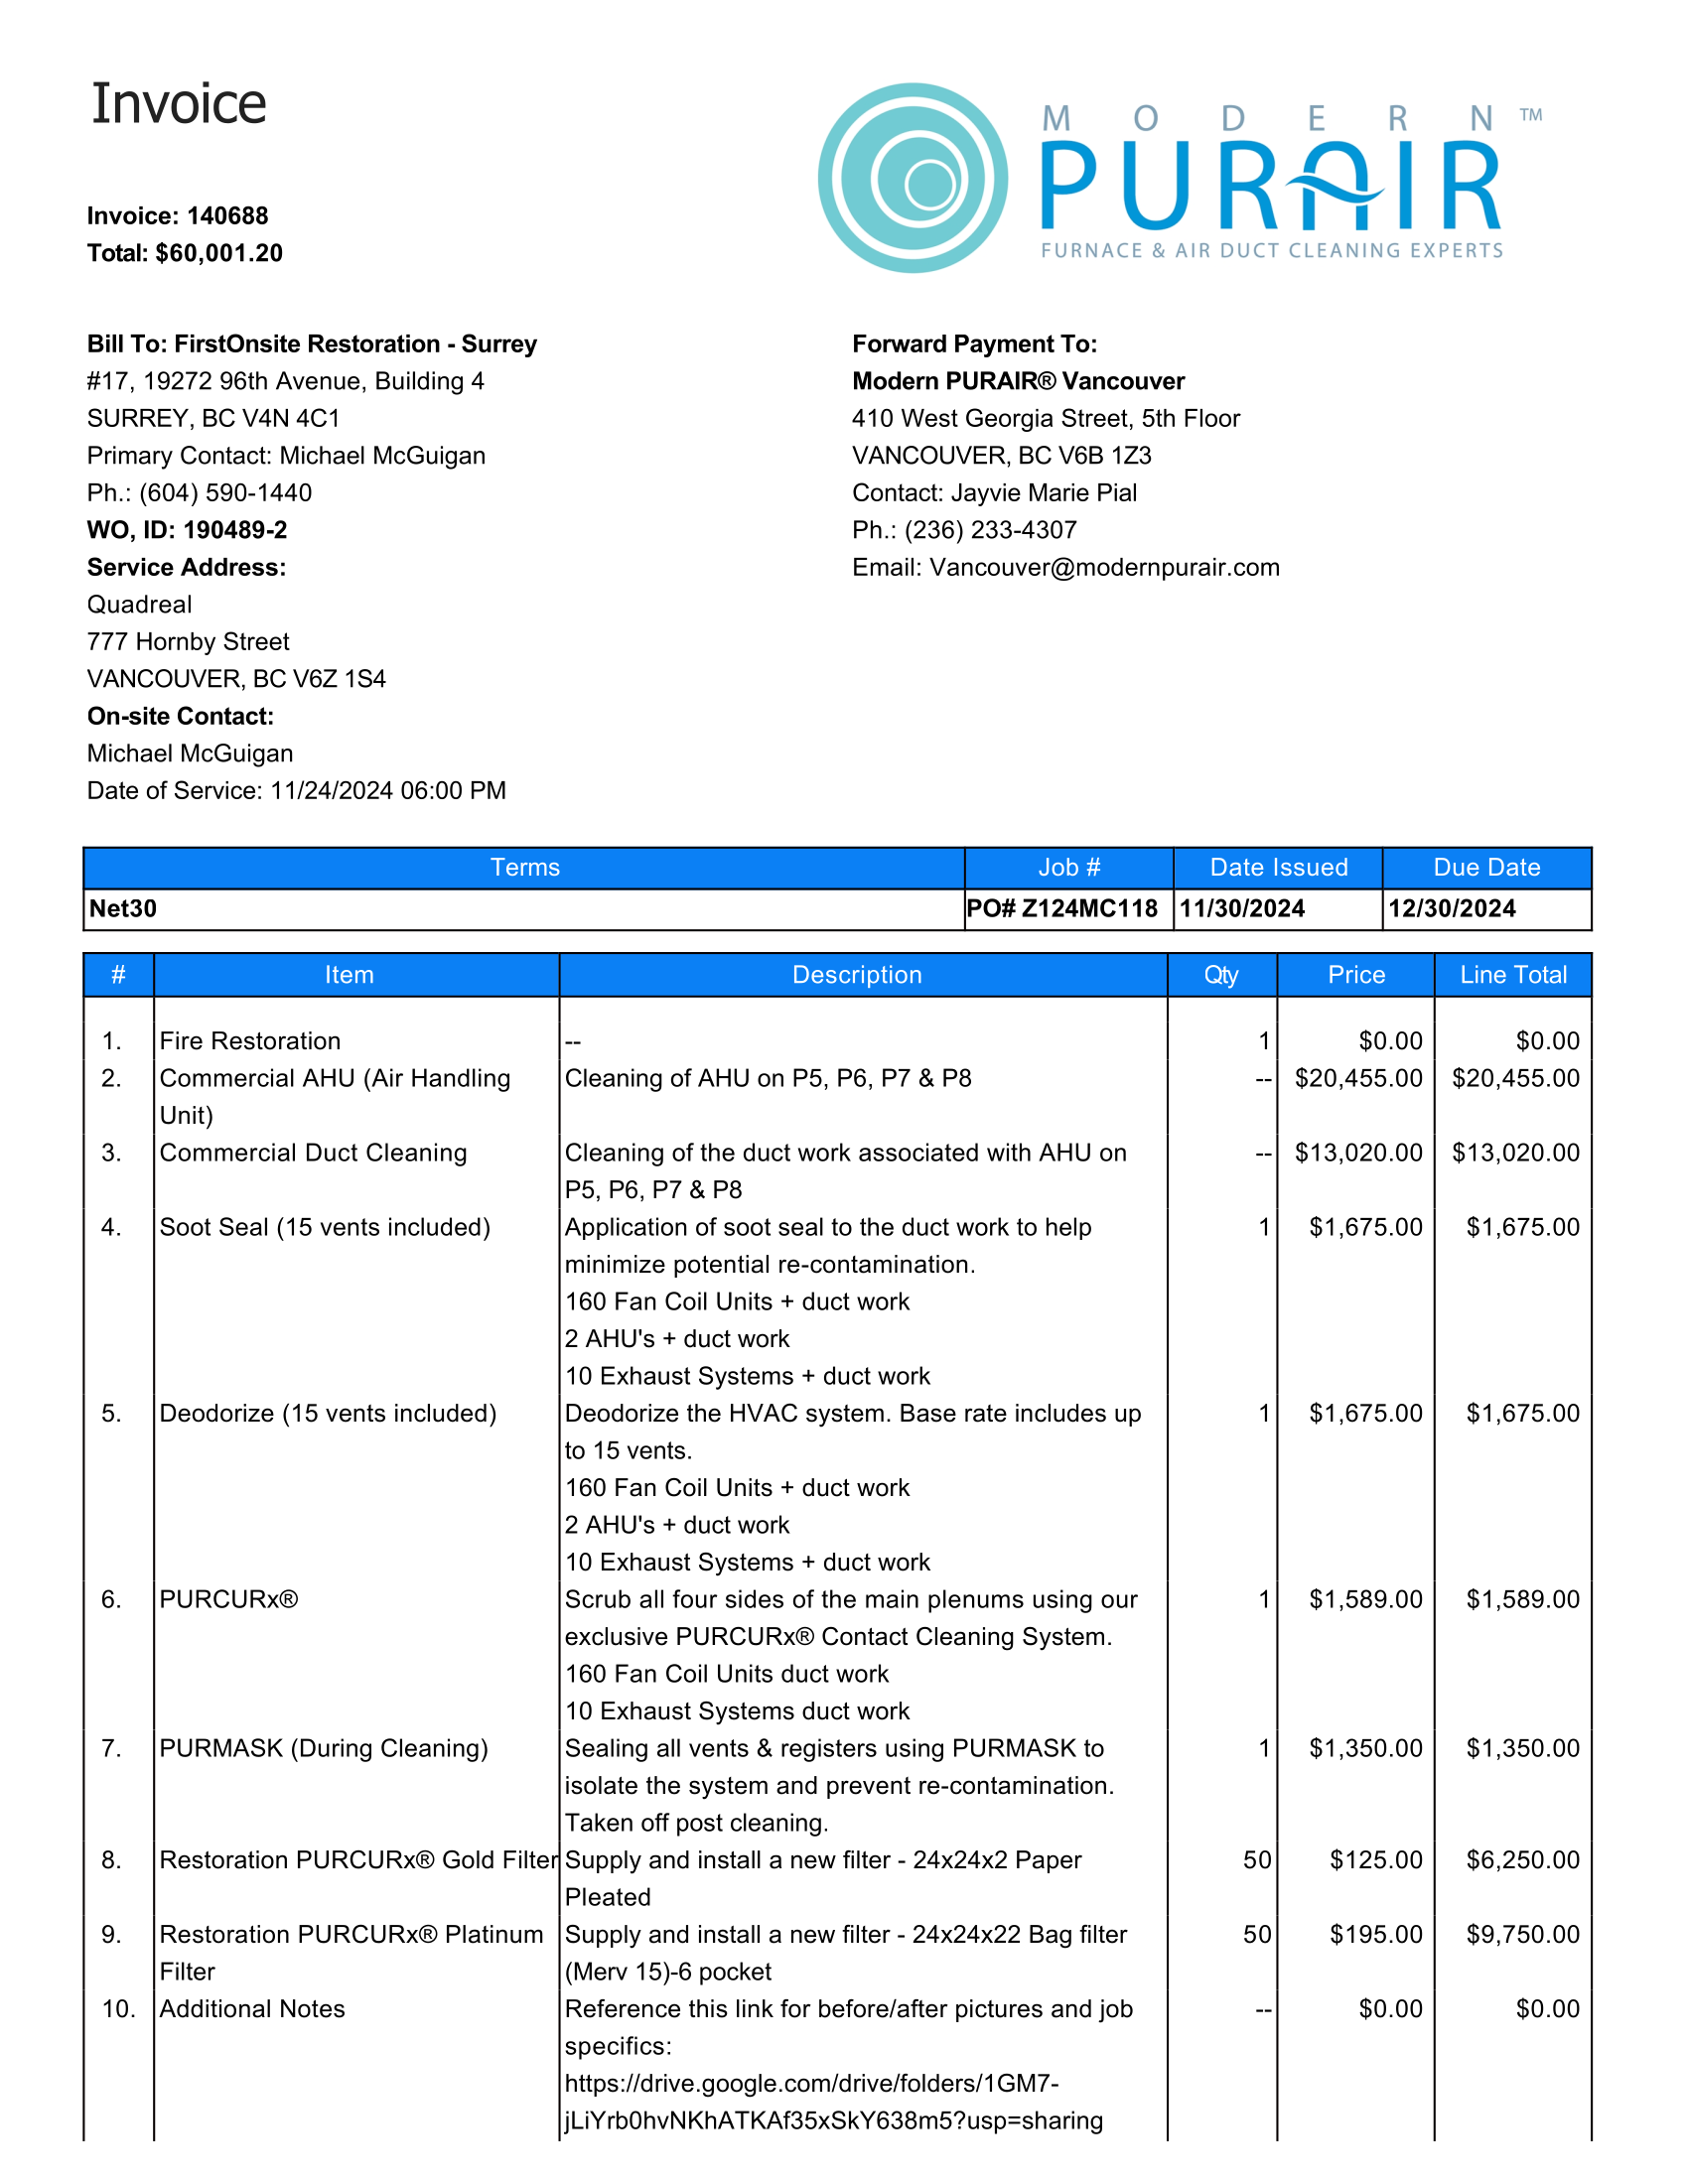 Invoice
MODERN ™
PURAIR
FURNACE & AIR DUCT CLEANING EXPERTS
Invoice: 140688
Total: $60,001.20
Bill To: FirstOnsite Restoration - Surrey
#17, 19272 96th Avenue, Building 4
SURREY, BC V4N 4C1
Primary Contact: Michael McGuigan
Ph.: (604) 590-1440
WO, ID: 190489-2
Service Address:
Quadreal
777 Hornby Street
VANCOUVER, BC V6Z 1S4
On-site Contact:
Michael McGuigan
Date of Service: 11/24/2024 06:00 PM
Forward Payment To:
Modern PURAIR® Vancouver
410 West Georgia Street, 5th Floor
VANCOUVER, BC V6B 1Z3
Contact: Jayvie Marie Pial
Ph.: (236) 233-4307
Email: Vancouver@modernpurair.com
Terms Job # Date Issued Due Date
Net30 PO# Z124MC118 11/30/2024 12/30/2024
# Item Description Qty Price Line Total
1. Fire Restoration -- 1 $0.00 $0.00
2. Commercial AHU (Air Handling Cleaning of AHU on P5, P6, P7 & P8 -- $20,455.00 $20,455.00
Unit)
3. Commercial Duct Cleaning Cleaning of the duct work associated with AHU on -- $13,020.00 $13,020.00
P5, P6, P7 & P8
4. Soot Seal (15 vents included) Application of soot seal to the duct work to help 1 $1,675.00 $1,675.00
minimize potential re-contamination.
160 Fan Coil Units + duct work
2 AHU's + duct work
10 Exhaust Systems + duct work
5. Deodorize (15 vents included) Deodorize the HVAC system. Base rate includes up 1 $1,675.00 $1,675.00
to 15 vents.
160 Fan Coil Units + duct work
2 AHU's + duct work
10 Exhaust Systems + duct work
6. PURCURx® Scrub all four sides of the main plenums using our 1 $1,589.00 $1,589.00
exclusive PURCURx® Contact Cleaning System.
160 Fan Coil Units duct work
10 Exhaust Systems duct work
7. PURMASK (During Cleaning) Sealing all vents & registers using PURMASK to 1 $1,350.00 $1,350.00
isolate the system and prevent re-contamination.
Taken off post cleaning.
8. Restoration PURCURx® Gold Filter Supply and install a new filter - 24x24x2 Paper 50 $125.00 $6,250.00
Pleated
9. Restoration PURCURx® Platinum Supply and install a new filter - 24x24x22 Bag filter 50 $195.00 $9,750.00
Filter (Merv 15)-6 pocket
10. Additional Notes Reference this link for before/after pictures and job -- $0.00 $0.00
specifics:
https://drive.google.com/drive/folders/1GM7-
jLiYrb0hvNKhATKAf35xSkY638m5?usp=sharing